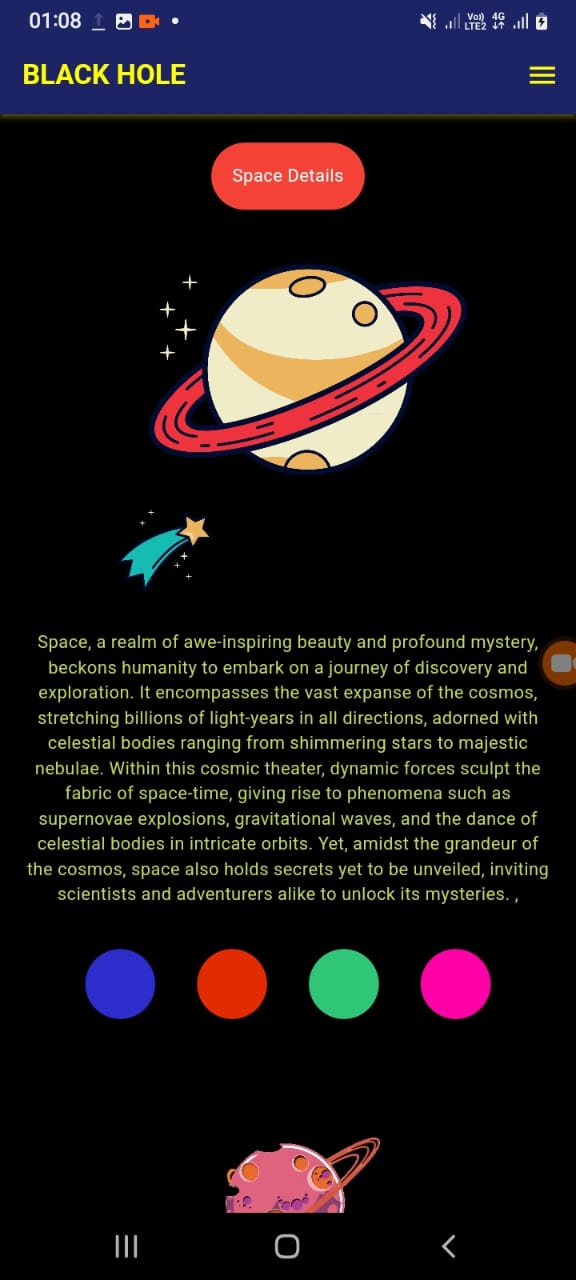 01:08
Vo))
LTE2
4G
BLACK HOLE
Space Details
Space, a realm of awe-inspiring beauty and profound mystery,
beckons humanity to embark on a journey of discovery and
exploration. It encompasses the vast expanse of the cosmos,
stretching billions of light-years in all directions, adorned with
celestial bodies ranging from shimmering stars to majestic
nebulae. Within this cosmic theater, dynamic forces sculpt the
fabric of space-time, giving rise to phenomena such as
supernovae explosions, gravitational waves, and the dance of
celestial bodies in intricate orbits. Yet, amidst the grandeur of
the cosmos, space also holds secrets yet to be unveiled, inviting
scientists and adventurers alike to unlock its mysteries. ,